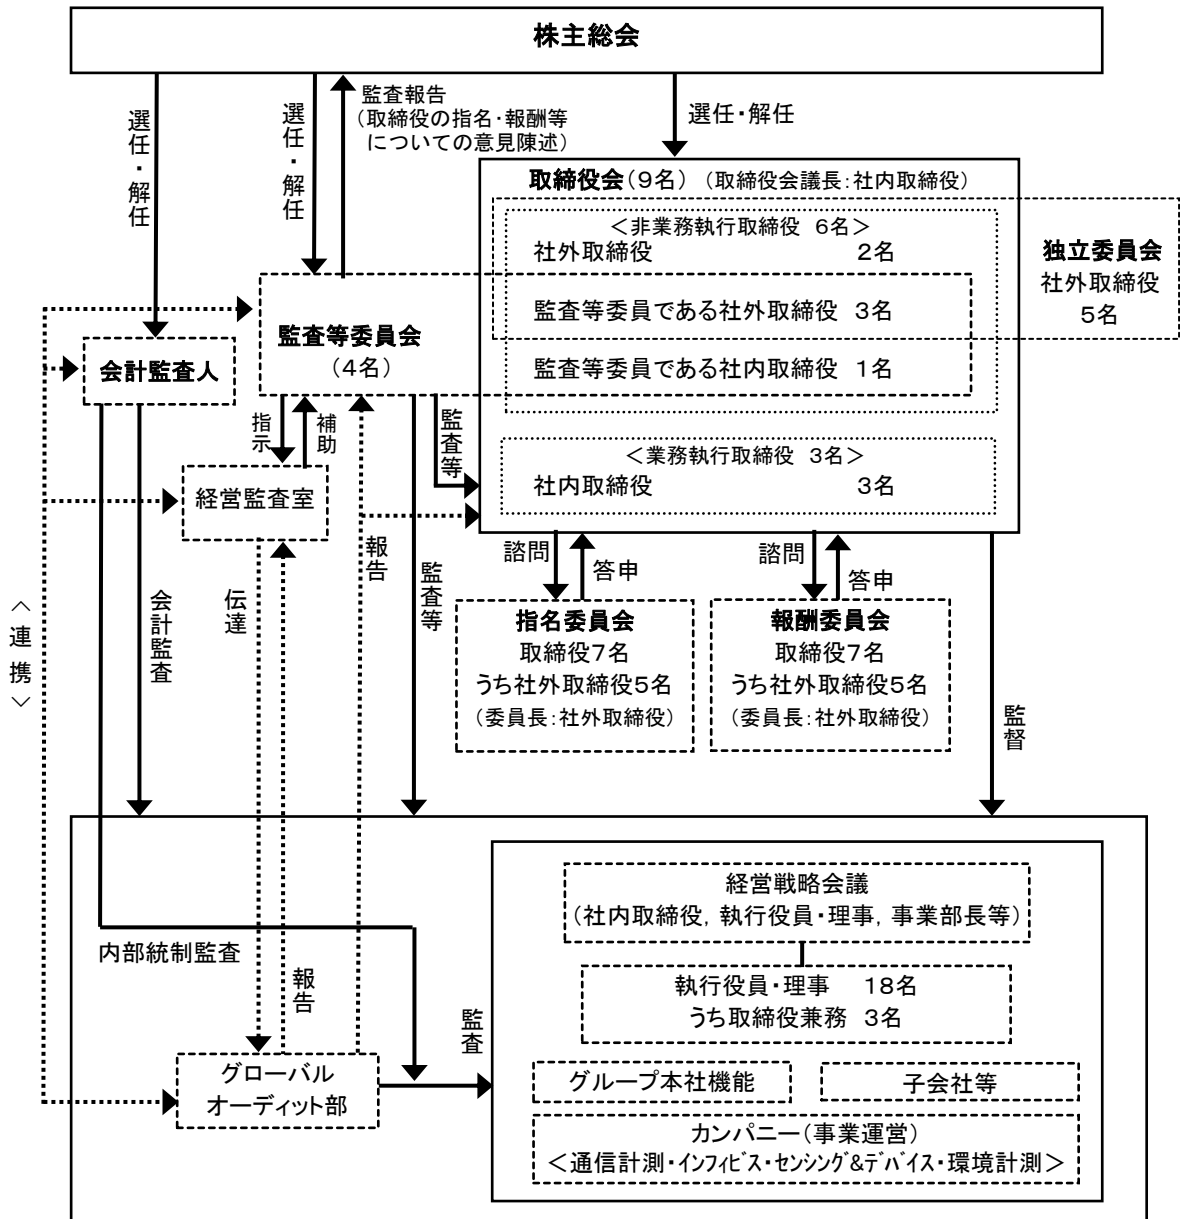 株主総会
選任・解任
選任・解任
監査報告
（取締役の指名・報酬等
についての意見陳述）
選任・解任
取締役会（9名）（取締役会議長：社内取締役）
＜非業務執行取締役 6名＞
社外取締役 2名
監査等委員である社外取締役 3名
監査等委員である社内取締役 1名
独立委員会
社外取締役
5名
監査等委員会
（4名）
会計監査人
指示
補助
監査等
＜業務執行取締役 3名＞
社内取締役 3名
経営監査室
諮問
答申
諮問
答申
＜連携＞
会計監査
伝達
報告
監査等
指名委員会
取締役7名
うち社外取締役5名
（委員長：社外取締役）
報酬委員会
取締役7名
うち社外取締役5名
（委員長：社外取締役）
監督
経営戦略会議
（社内取締役，執行役員・理事，事業部長等）
内部統制監査
報告
執行役員・理事 18名
うち取締役兼務 3名
監査
グローバル
オーディット部
グループ本社機能
子会社等
カンパニー（事業運営）
＜通信計測・インフィビス・センシング&デバイス・環境計測＞